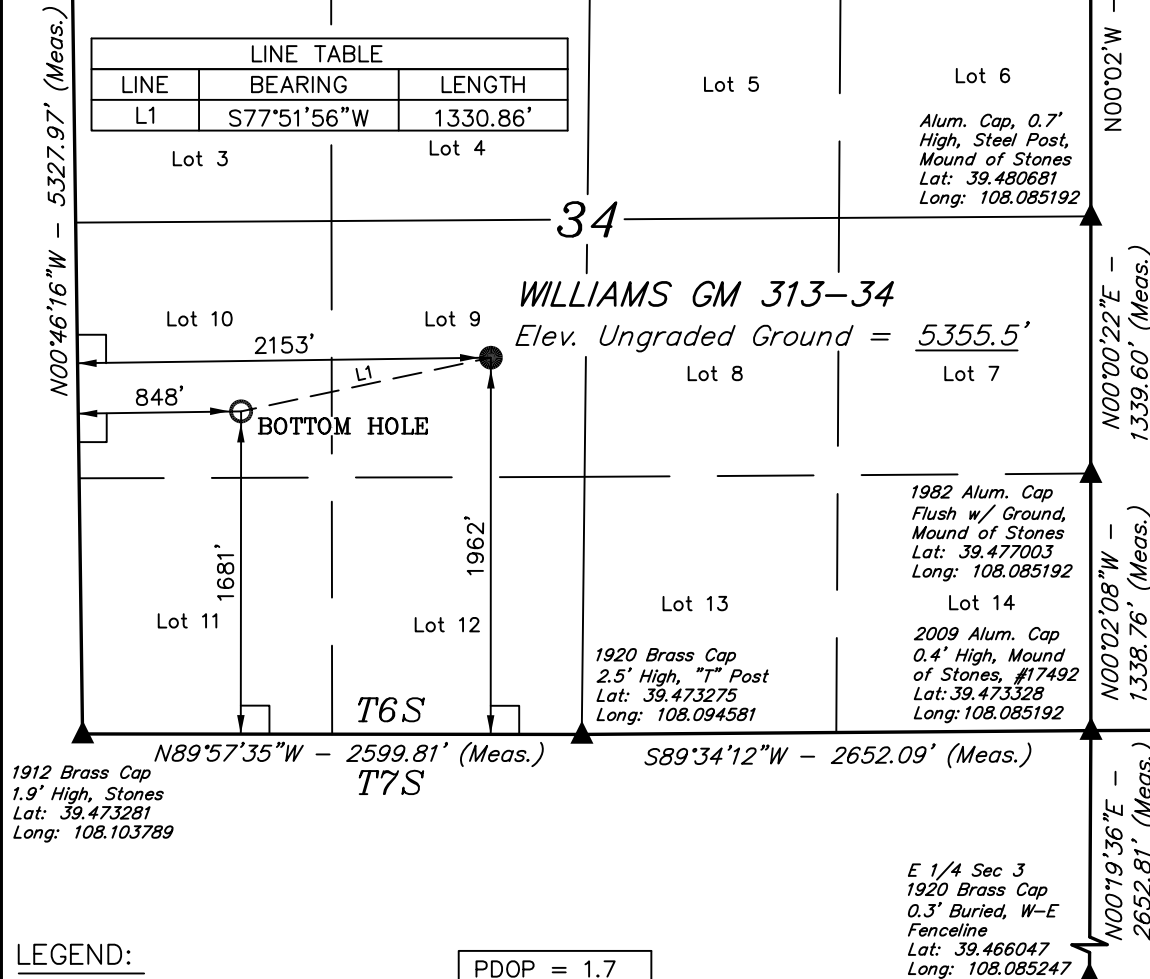 N00°46'16"W - 5327.97' (Meas.)
LINE TABLE
LINE BEARING LENGTH
L1 S77°51'56"W 1330.86'
Lot 3
Lot 4
Lot 5
Lot 6
N00°02'W -
Alum. Cap, 0.7'
High, Steel Post,
Mound of Stones
Lat: 39.480681
Long: 108.085192
34
WILLIAMS GM 313-34
Elev. Ungraded Ground = 5355.5'
Lot 10
Lot 9
Lot 8
Lot 7
N00°00'22"E -
1339.60' (Meas.)
2153'
L1
848'
BOTTOM HOLE
1681'
1962'
1982 Alum. Cap
Flush w/ Ground,
Mound of Stones
Lat: 39.477003
Long: 108.085192
Lot 11
Lot 12
Lot 13
Lot 14
N00°02'08"W -
1338.76' (Meas.)
1920 Brass Cap
2.5' High, "T" Post
Lat: 39.473275
Long: 108.094581
2009 Alum. Cap
0.4' High, Mound
of Stones, #17492
Lat: 39.473328
Long: 108.085192
T6S
N89°57'35"W - 2599.81' (Meas.)
S89°34'12"W - 2652.09' (Meas.)
T7S
1912 Brass Cap
1.9' High, Stones
Lat: 39.473281
Long: 108.103789
N00°19'36"E -
2652.81' (Meas.)
E 1/4 Sec 3
1920 Brass Cap
0.3' Buried, W-E
Fenceline
Lat: 39.466047
Long: 108.085247
LEGEND:
PDOP = 1.7